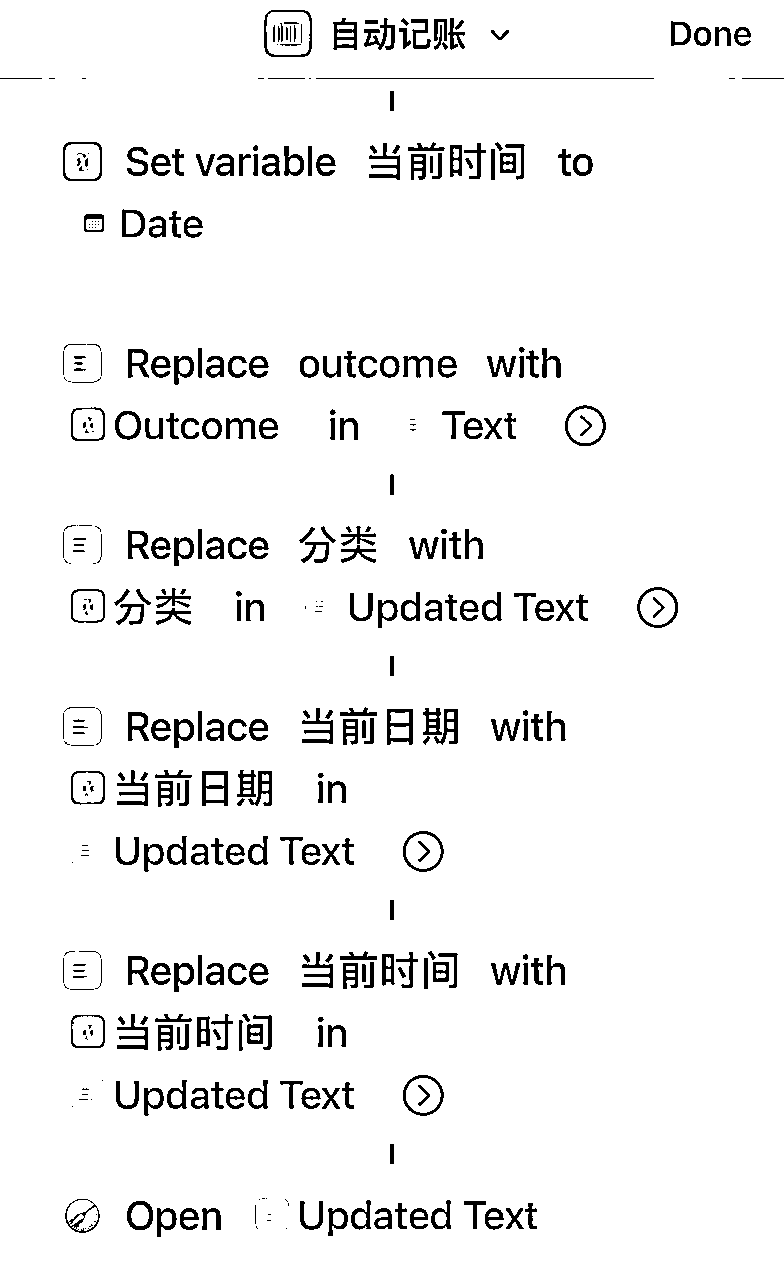 自动记账 Done
Set variable 当前时间 to
Date
Replace outcome with
Outcome in Text
Replace 分类 with
分类 in Updated Text
Replace 当前日期 with
当前日期 in
Updated Text
Replace 当前时间 with
当前时间 in
Updated Text
Open Updated Text